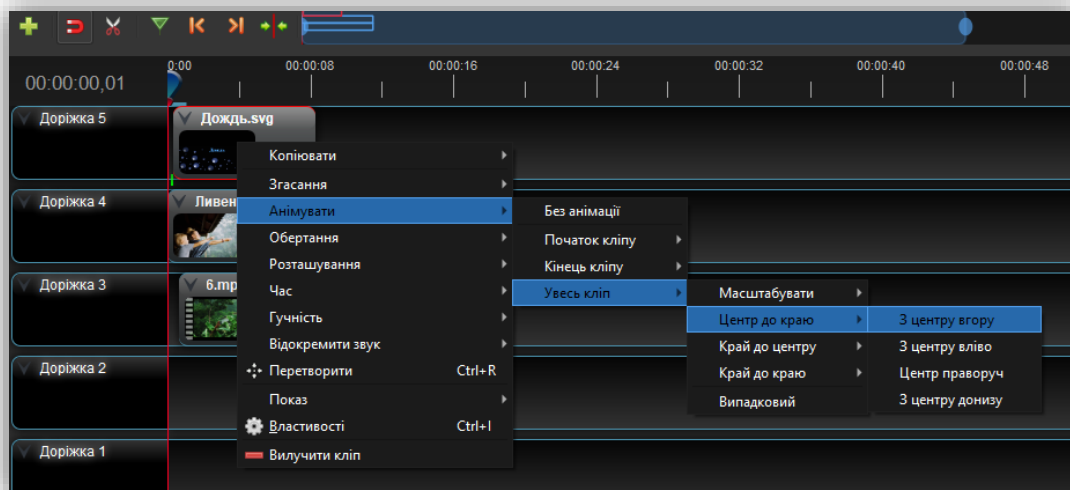 0:00 00:00:08 00:00:16 00:00:24 00:00:32 00:00:40 00:00:48
00:00:00,01
Доріжка 5
Дождь.svg
Копіювати
Згасання
Доріжка 4
Ливен
Анімувати
Без анімації
Обертання
Початок кліпу
Розташування
Кінець кліпу
Доріжка 3
6.mp
Час
Увесь кліп
Масштабувати
Гучність
Центр до краю
З центру вгору
Відокремити звук
Край до центру
З центру вліво
Доріжка 2
Перетворити Ctrl+R
Край до краю
Центр праворуч
Показ
Випадковий
З центру донизу
Властивості Ctrl+I
Доріжка 1
Вилучити кліп